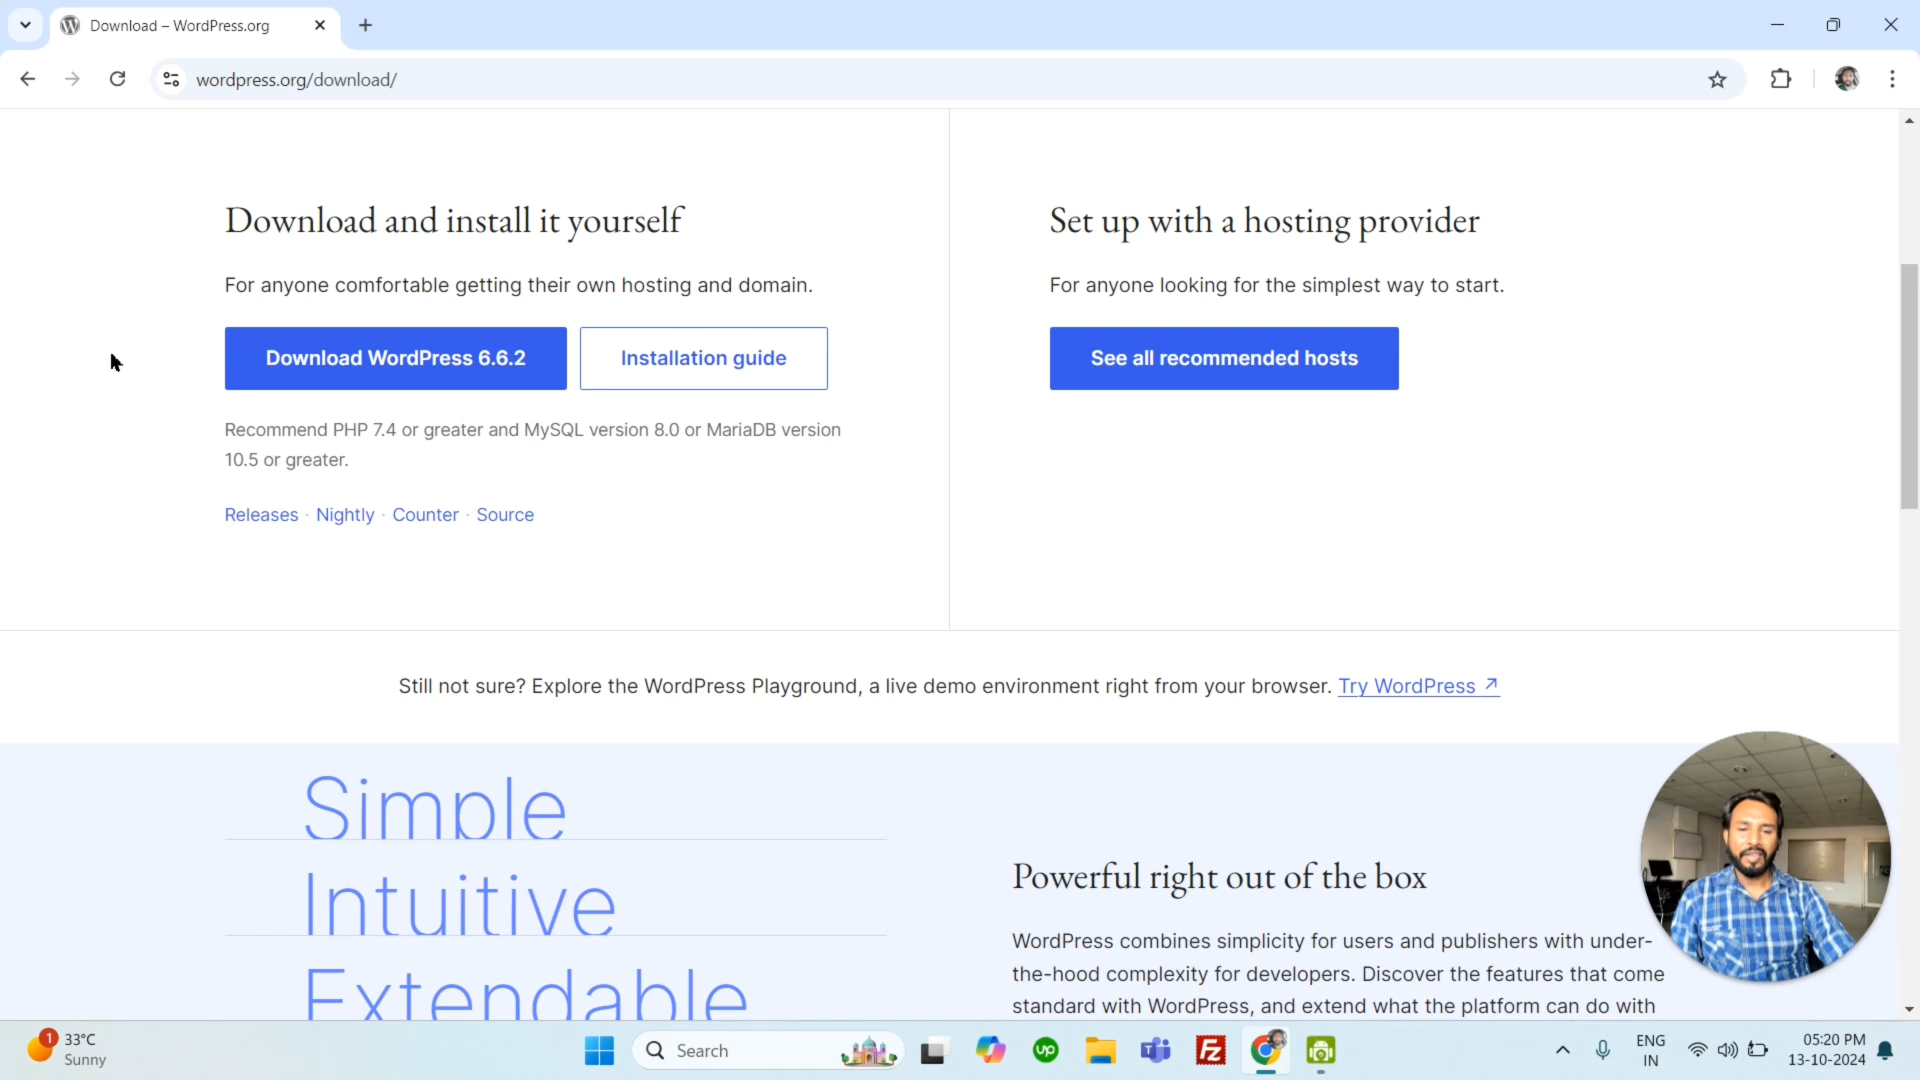 Download – WordPress.org
wordpress.org/download/
Download and install it yourself
For anyone comfortable getting their own hosting and domain.
Download WordPress 6.6.2
Installation guide
Recommend PHP 7.4 or greater and MySQL version 8.0 or MariaDB version
10.5 or greater.
Releases · Nightly · Counter · Source
Set up with a hosting provider
For anyone looking for the simplest way to start.
See all recommended hosts
Still not sure? Explore the WordPress Playground, a live demo environment right from your browser. Try WordPress ↗
Simple
Intuitive
Extendable
Powerful right out of the box
WordPress combines simplicity for users and publishers with under-
the-hood complexity for developers. Discover the features that come
standard with WordPress, and extend what the platform can do with
1
33°C
Sunny
Search
up
T
Fz
ENG
IN
05:20 PM
13-10-2024